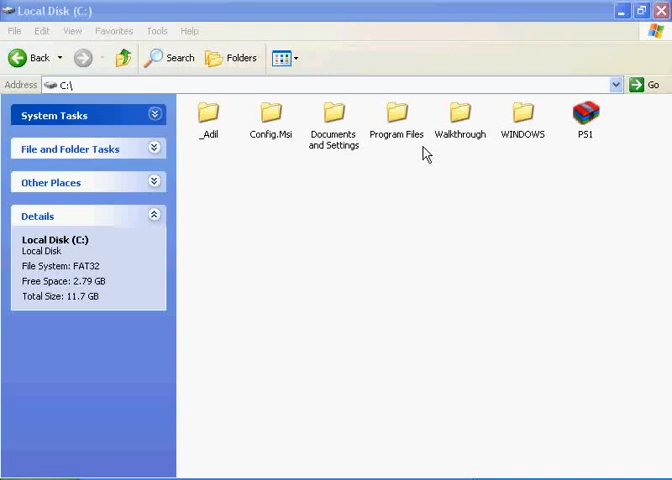 Local Disk (C:)
File Edit View Favorites Tools Help
Back Search Folders
Address C:\ Go
System Tasks
File and Folder Tasks
Other Places
Details
Local Disk (C:)
Local Disk
File System: FAT32
Free Space: 2.79 GB
Total Size: 11.7 GB
_Adil Config.Msi Documents Program Files Walkthrough WINDOWS PS1
and Settings